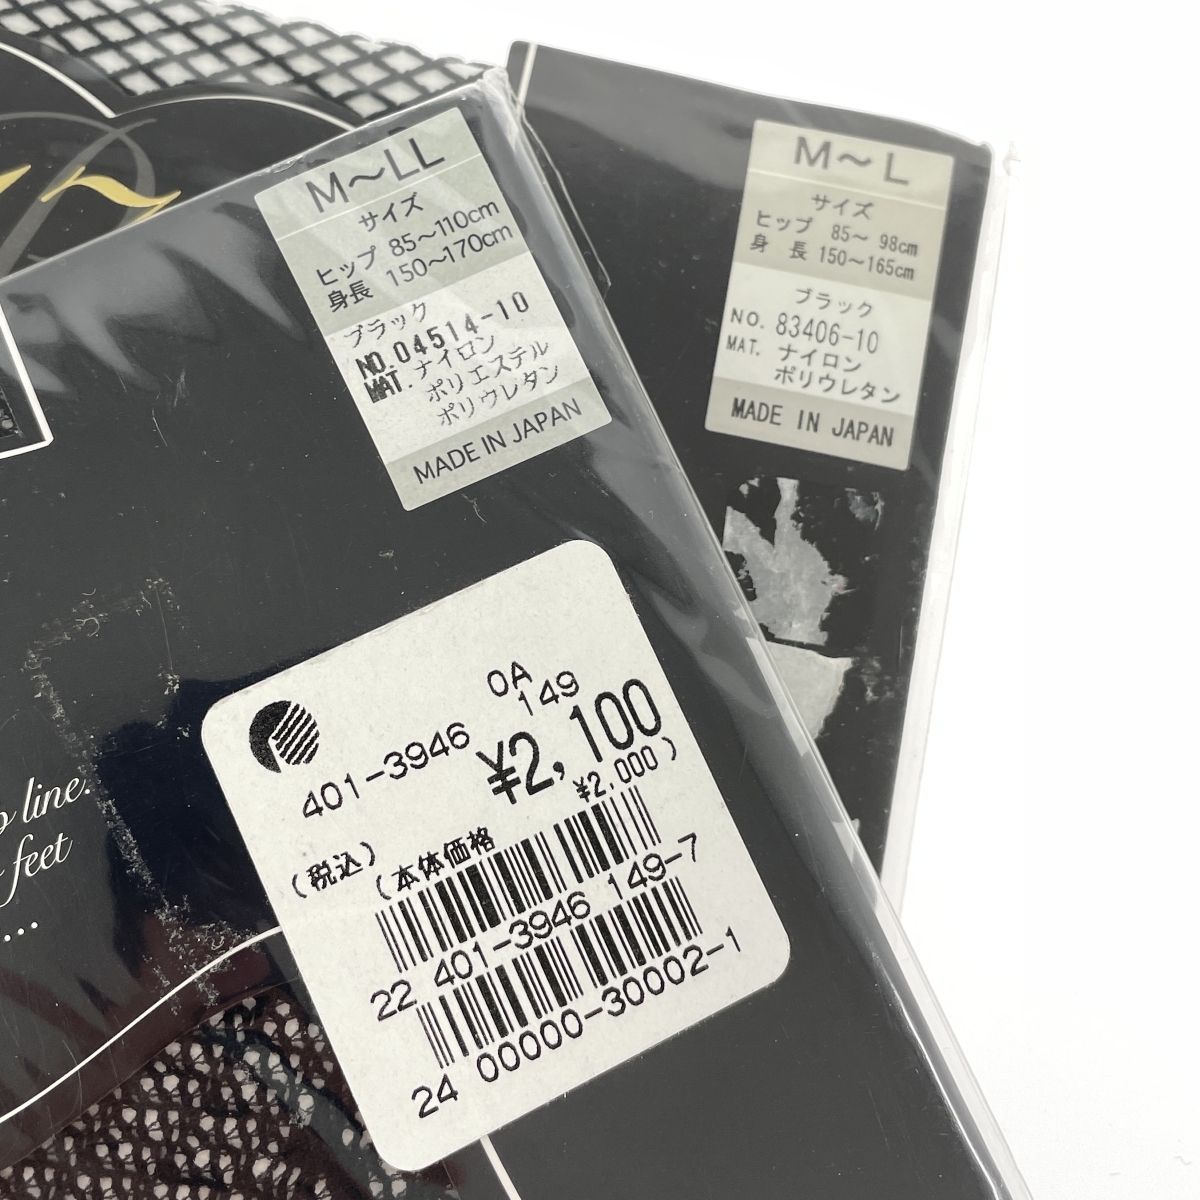 M〜LL
サイズ
ヒップ 85〜110cm
身長 150〜170cm
ブラック
NO.04514-10
MAT.ナイロン
ポリエステル
ポリウレタン
MADE IN JAPAN
M〜L
サイズ
ヒップ 85〜 98cm
身 長 150〜165cm
ブラック
NO. 83406-10
MAT. ナイロン
ポリウレタン
MADE IN JAPAN
line.
feet
...
0A
149
401-3946 ¥2,100
(税込) (本体価格 ¥2,000)
22 401-3946 149-7
24 00000-30002-1